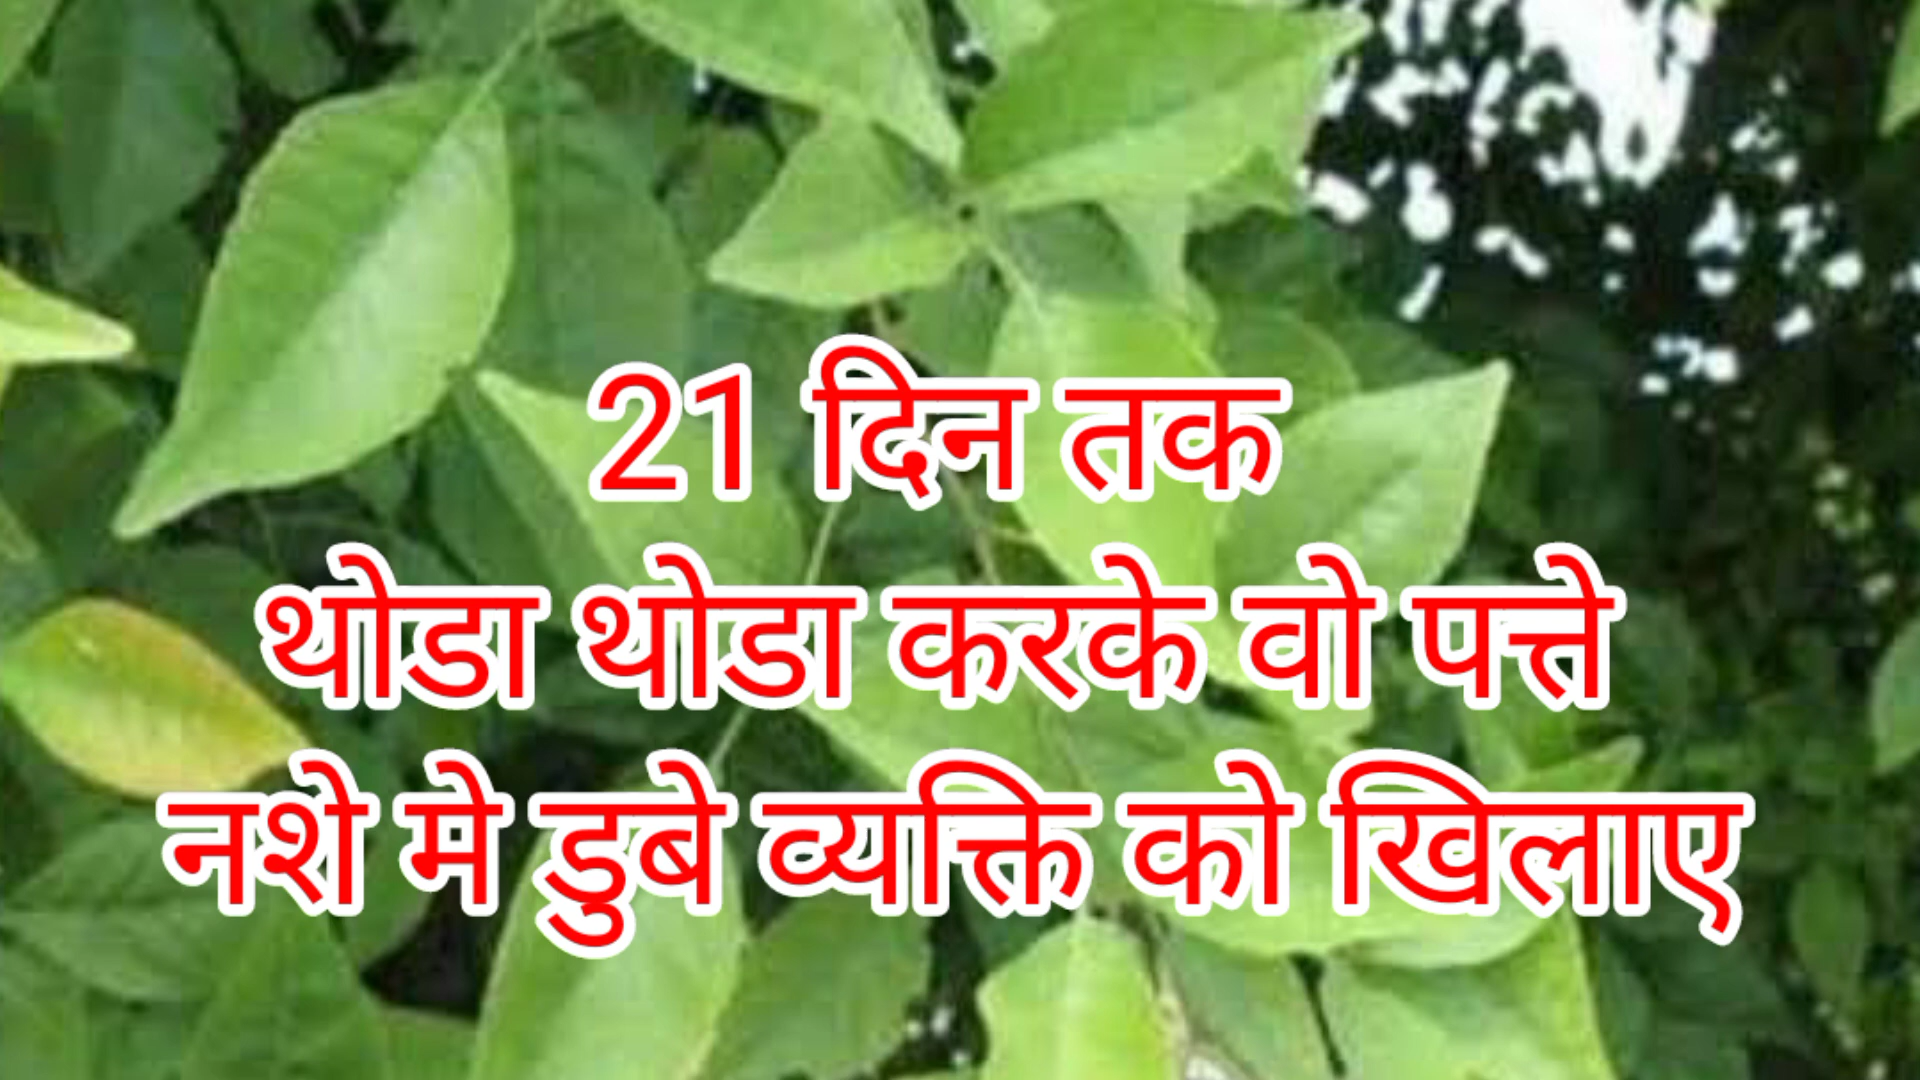 21 दिन तक
थोडा थोडा करके वो पत्ते
नशे मे डुबे व्यक्ति को खिलाए